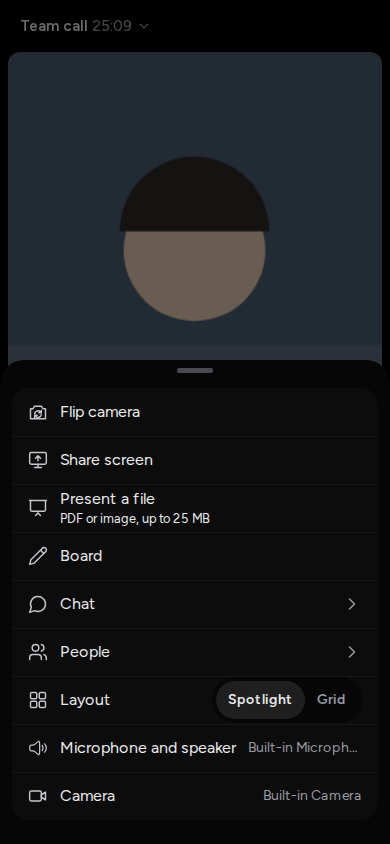 Team call 25:09
Flip camera
Share screen
Present a file
PDF or image, up to 25 MB
Board
Chat
People
Layout Spotlight Grid
Microphone and speaker Built-in Microph...
Camera Built-in Camera